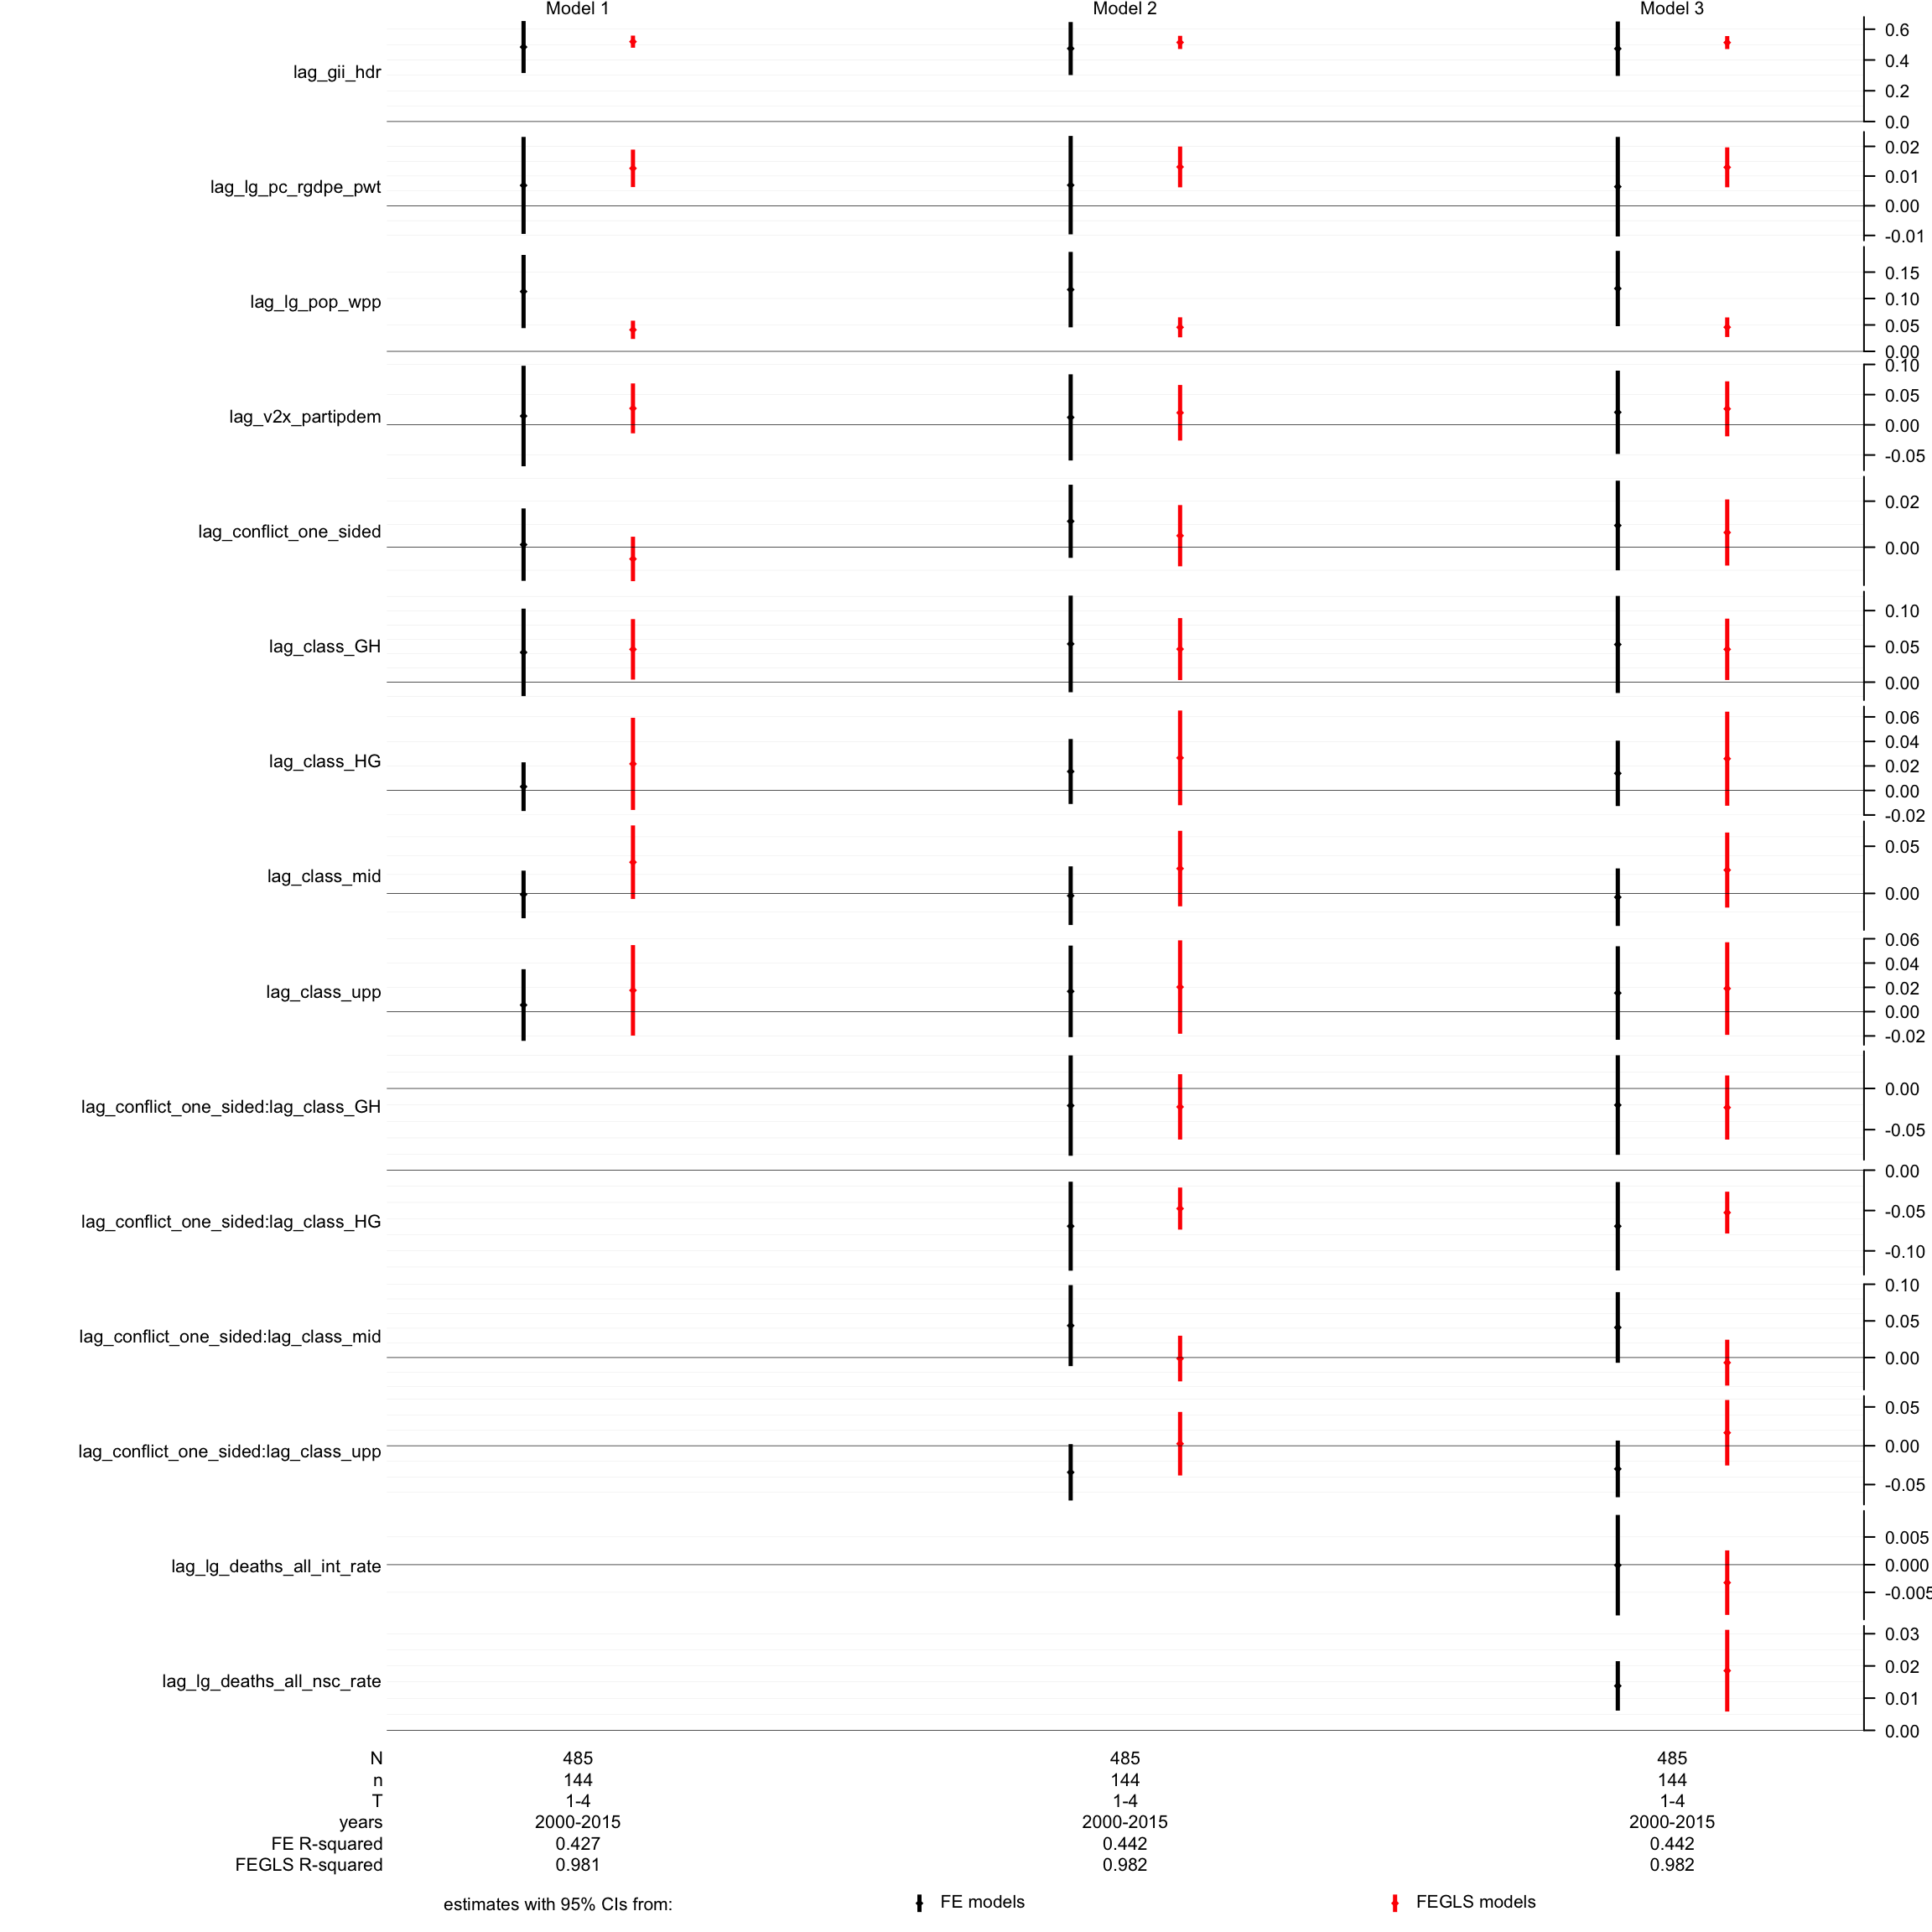 Model 1 Model 2 Model 3
lag_gii_hdr
0.6
0.4
0.2
0.0
lag_lg_pc_rgdpe_pwt
0.02
0.01
0.00
-0.01
lag_lg_pop_wpp
0.15
0.10
0.05
0.00
lag_v2x_partipdem
0.10
0.05
0.00
-0.05
lag_conflict_one_sided
0.02
0.00
lag_class_GH
0.10
0.05
0.00
lag_class_HG
0.06
0.04
0.02
0.00
-0.02
lag_class_mid
0.05
0.00
lag_class_upp
0.06
0.04
0.02
0.00
-0.02
lag_conflict_one_sided:lag_class_GH
0.00
-0.05
lag_conflict_one_sided:lag_class_HG
0.00
-0.05
-0.10
lag_conflict_one_sided:lag_class_mid
0.10
0.05
0.00
lag_conflict_one_sided:lag_class_upp
0.05
0.00
-0.05
lag_lg_deaths_all_int_rate
0.005
0.000
-0.005
lag_lg_deaths_all_nsc_rate
0.03
0.02
0.01
0.00
N 485 485 485
n 144 144 144
T 1-4 1-4 1-4
years 2000-2015 2000-2015 2000-2015
FE R-squared 0.427 0.442 0.442
FEGLS R-squared 0.981 0.982 0.982
estimates with 95% CIs from: FE models FEGLS models